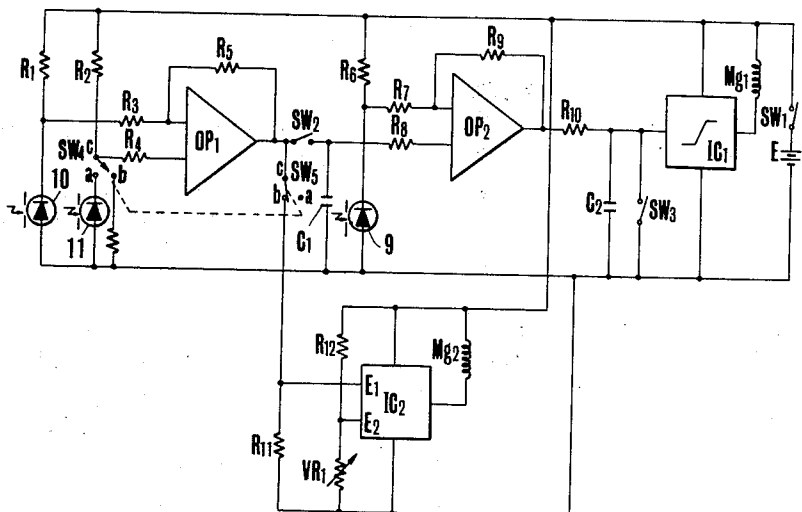 R1
R2
R3
R4
R5
OP1
SW4
c
a
b
10
11
SW2
c
SW5
b
a
C1
R6
R7
R8
R9
OP2
9
R10
C2
SW3
IC1
Mg1
SW1
E
R12
Mg2
E1
IC2
E2
R11
VR1